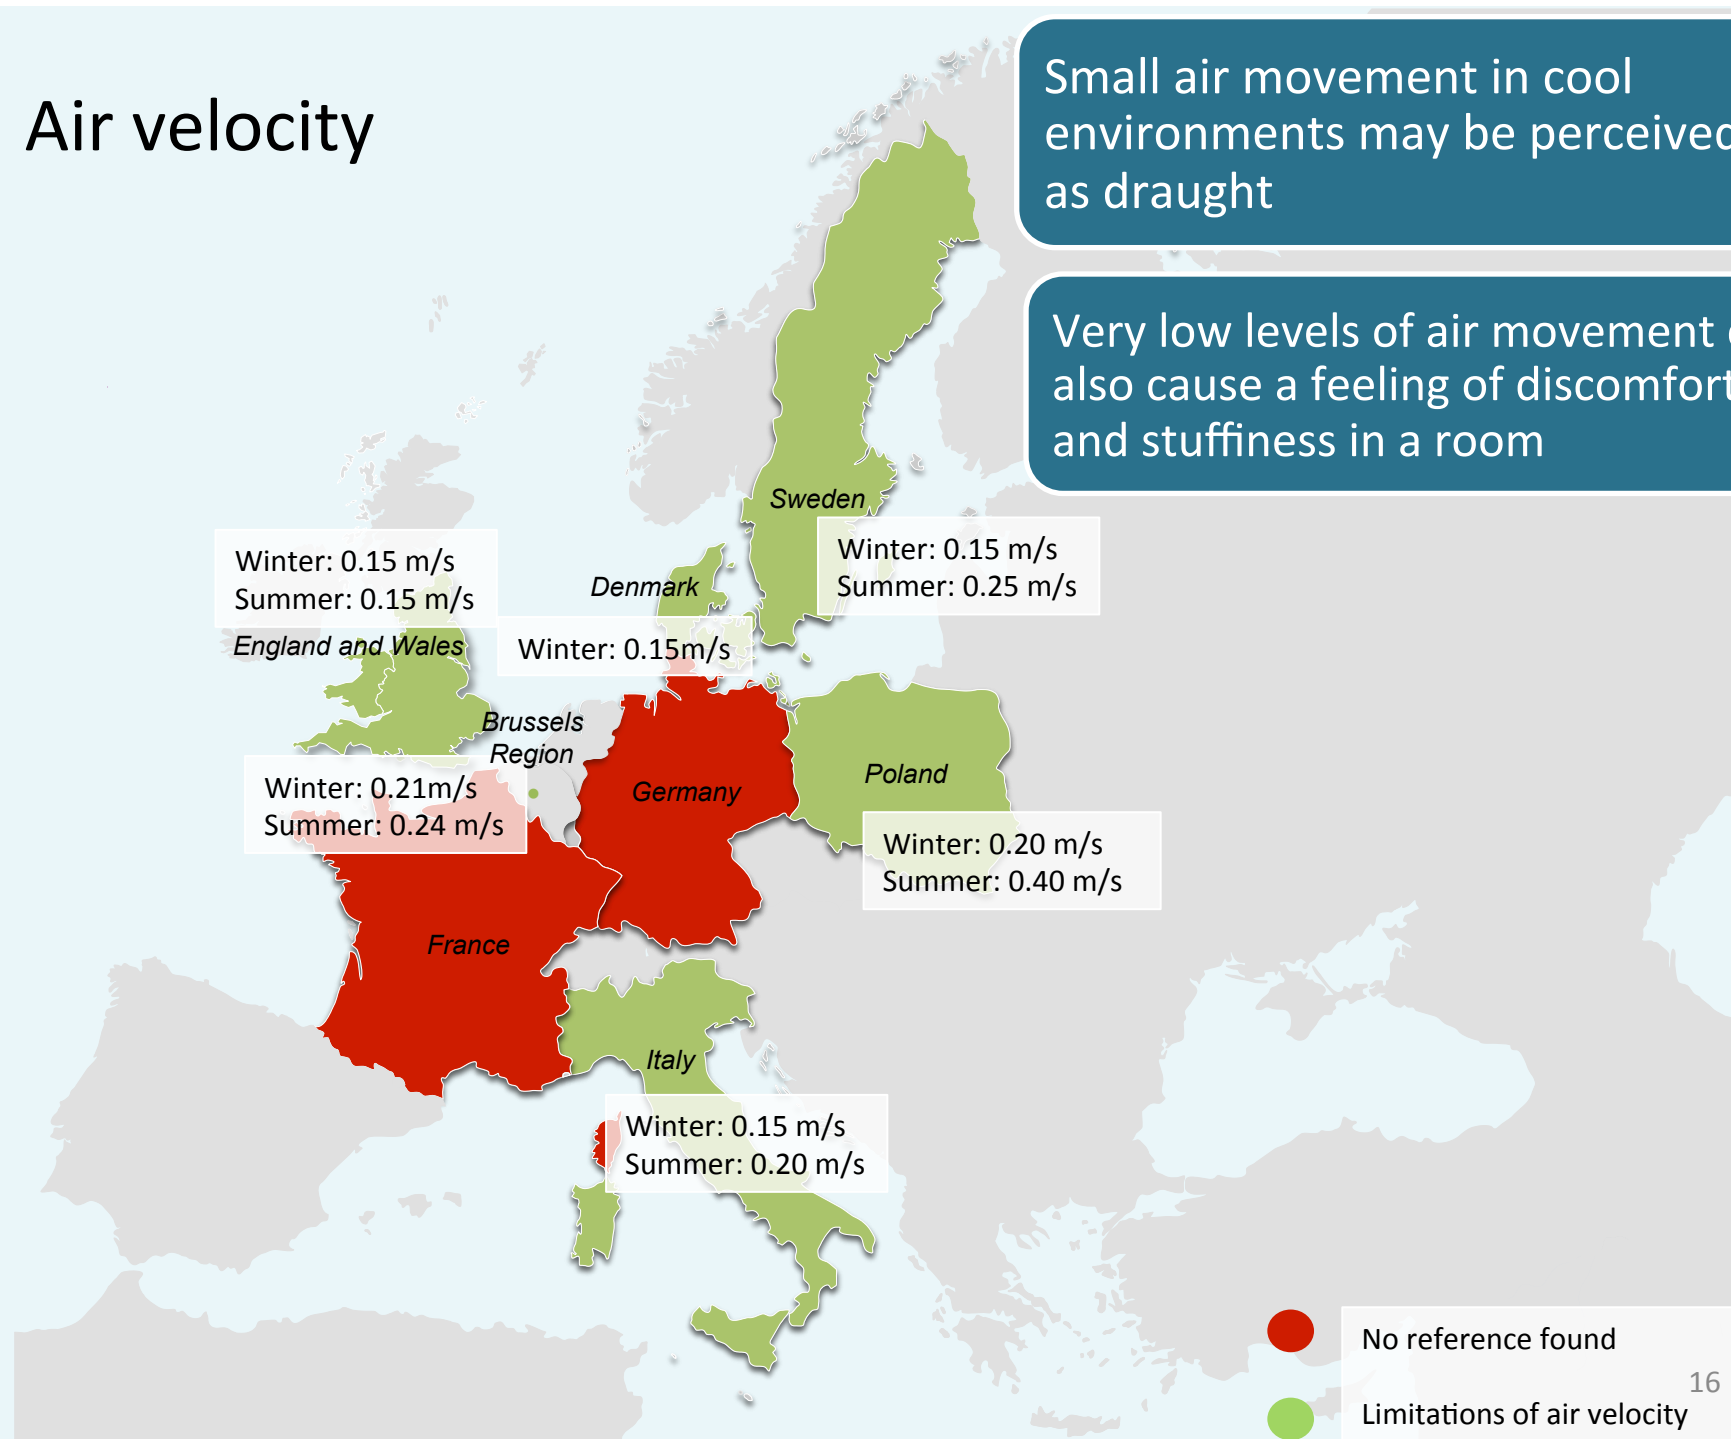 Air velocity
Small air movement in cool
environments may be perceived
as draught
Very low levels of air movement
also cause a feeling of discomfort
and stuffiness in a room
Sweden
Winter: 0.15 m/s
Summer: 0.25 m/s
Winter: 0.15 m/s
Summer: 0.15 m/s
England and Wales
Denmark
Winter: 0.15m/s
Brussels
Region
Winter: 0.21m/s
Summer: 0.24 m/s
Germany
Poland
Winter: 0.20 m/s
Summer: 0.40 m/s
France
Italy
Winter: 0.15 m/s
Summer: 0.20 m/s
No reference found
16
Limitations of air velocity